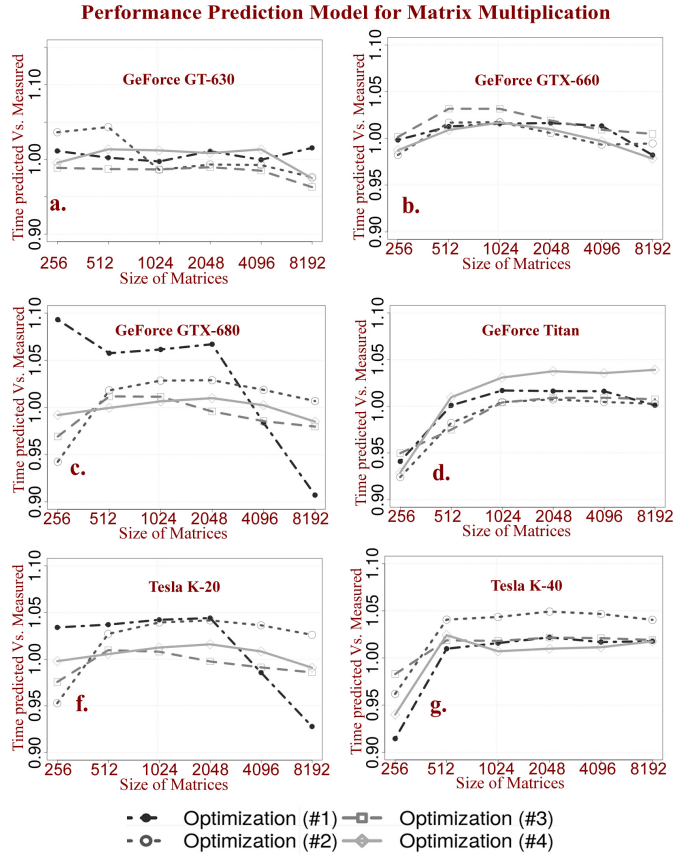 Performance Prediction Model for Matrix Multiplication
Time predicted Vs. Measured
0.90 1.00 1.10
GeForce GT-630
a.
256 512 1024 2048 4096 8192
Size of Matrices
Time predicted Vs. Measured
0.90 0.95 1.00 1.05 1.10
GeForce GTX-660
b.
256 512 1024 2048 4096 8192
Size of Matrices
Time predicted Vs. Measured
0.90 0.95 1.00 1.05 1.10
GeForce GTX-680
c.
256 512 1024 2048 4096 8192
Size of Matrices
Time predicted Vs. Measured
0.90 0.95 1.00 1.05 1.10
GeForce Titan
d.
256 512 1024 2048 4096 8192
Size of Matrices
Time predicted Vs. Measured
0.90 0.95 1.00 1.05 1.10
Tesla K-20
f.
256 512 1024 2048 4096 8192
Size of Matrices
Time predicted Vs. Measured
0.90 0.95 1.00 1.05 1.10
Tesla K-40
g.
256 512 1024 2048 4096 8192
Size of Matrices
Optimization (#1) Optimization (#3)
Optimization (#2) Optimization (#4)